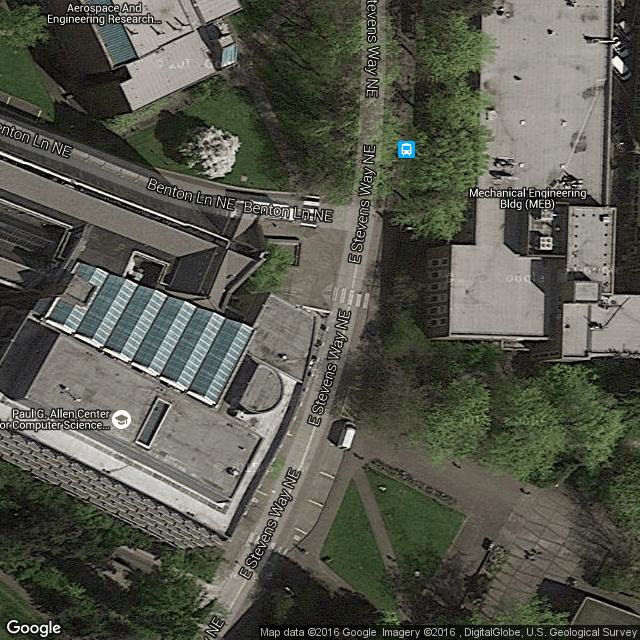 Aerospace And
Engineering Research...
Stevens Way NE
Benton Ln NE
Benton Ln NE
Benton Ln NE
E Stevens Way NE
Mechanical Engineering
Bldg (MEB)
E Stevens Way NE
Paul G. Allen Center
for Computer Science...
E Stevens Way NE
Way NE
Google
Map data ©2016 Google Imagery ©2016 , DigitalGlobe, U.S. Geological Survey